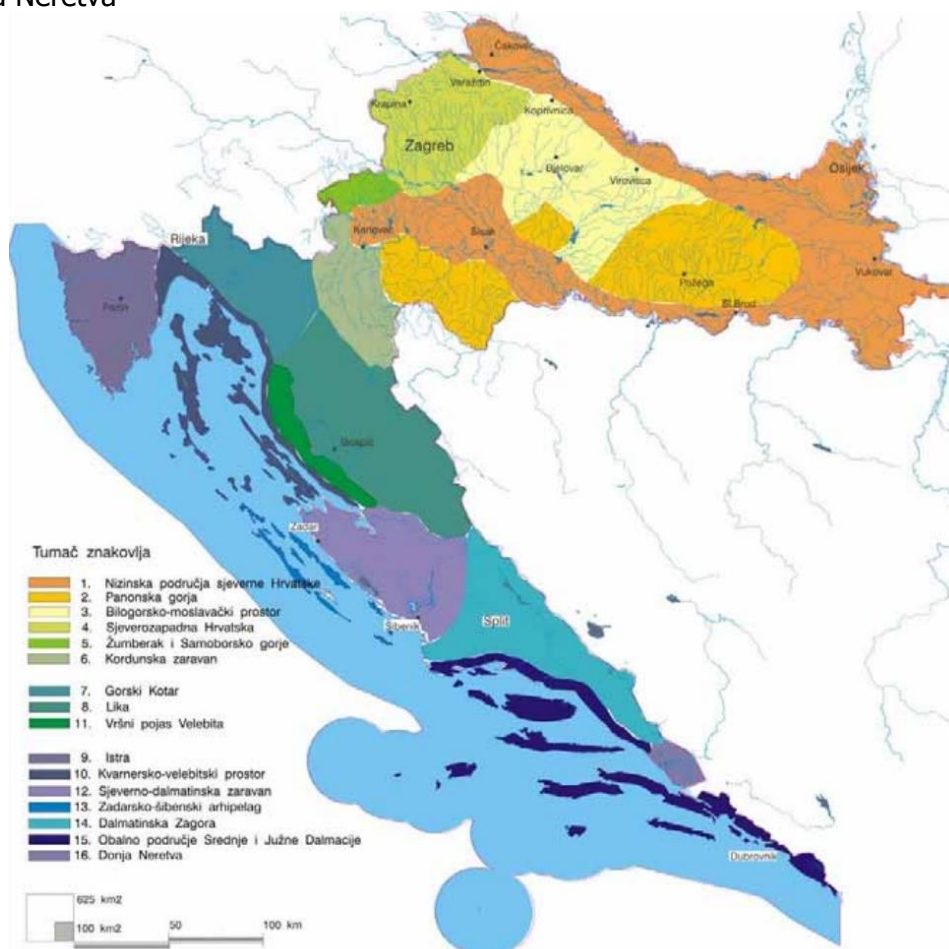 Neretva
Čakovec
Varaždin
Krapina
Koprivnica
Zagreb
Bjelovar
Virovitica
Osijek
Rijeka
Karlovac
Sisak
Vukovar
Požega
Sl.Brod
Pazin
Gospić
Zadar
Šibenik
Split
Dubrovnik
Tumač znakovlja
1. Nizinska područja sjeverne Hrvatske
2. Panonska gorja
3. Bilogorsko-moslavački prostor
4. Sjeverozapadna Hrvatska
5. Žumberak i Samoborsko gorje
6. Kordunska zaravan
7. Gorski Kotar
8. Lika
11. Vršni pojas Velebita
9. Istra
10. Kvarnersko-velebitski prostor
12. Sjeverno-dalmatinska zaravan
13. Zadarsko-šibenski arhipelag
14. Dalmatinska Zagora
15. Obalno područje Srednje i Južne Dalmacije
16. Donja Neretva
625 km2
100 km2 50 100 km